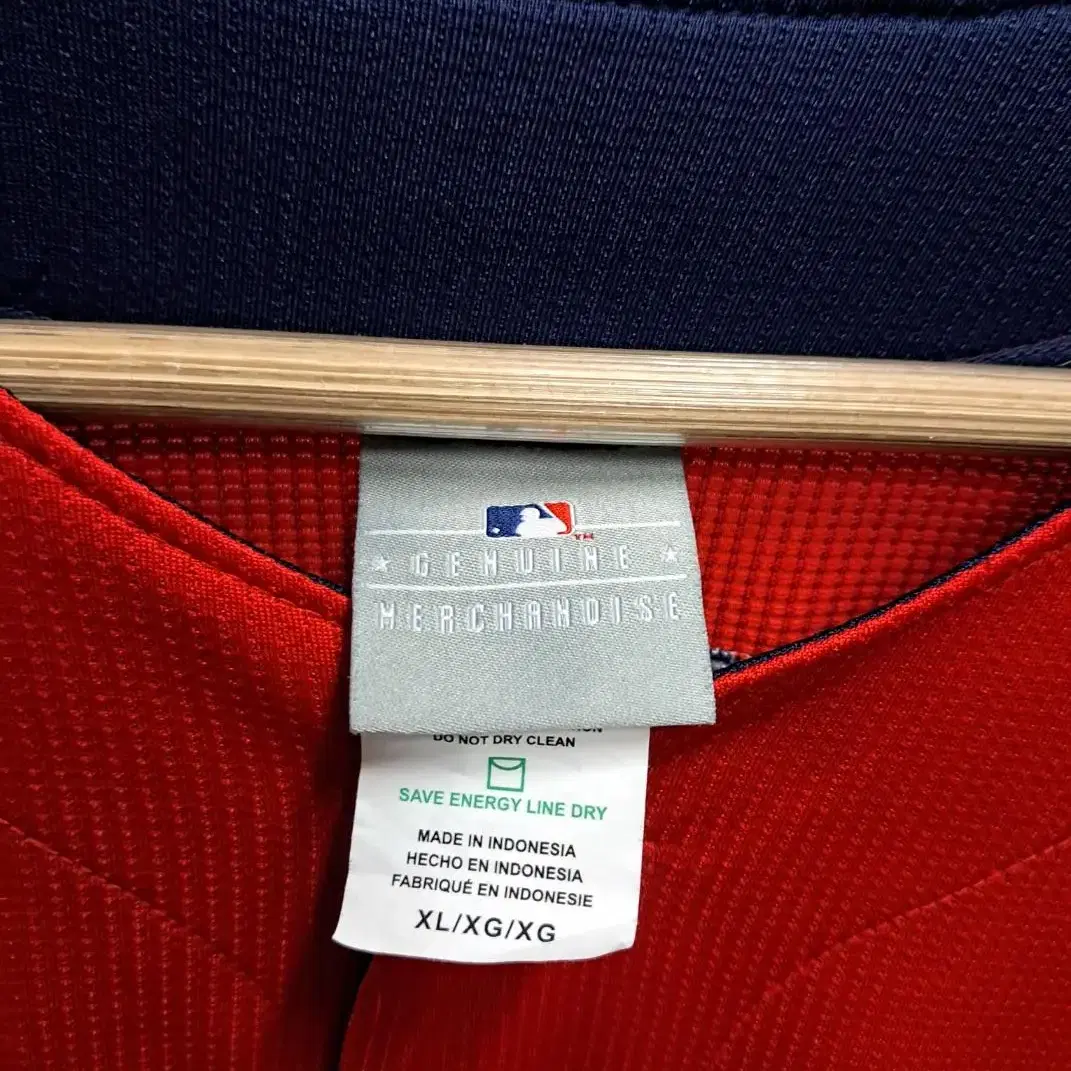 TM
★ GENUINE ★
MERCHANDISE
DO NOT DRY CLEAN
SAVE ENERGY LINE DRY
MADE IN INDONESIA
HECHO EN INDONESIA
FABRIQUÉ EN INDONESIE
XL/XG/XG